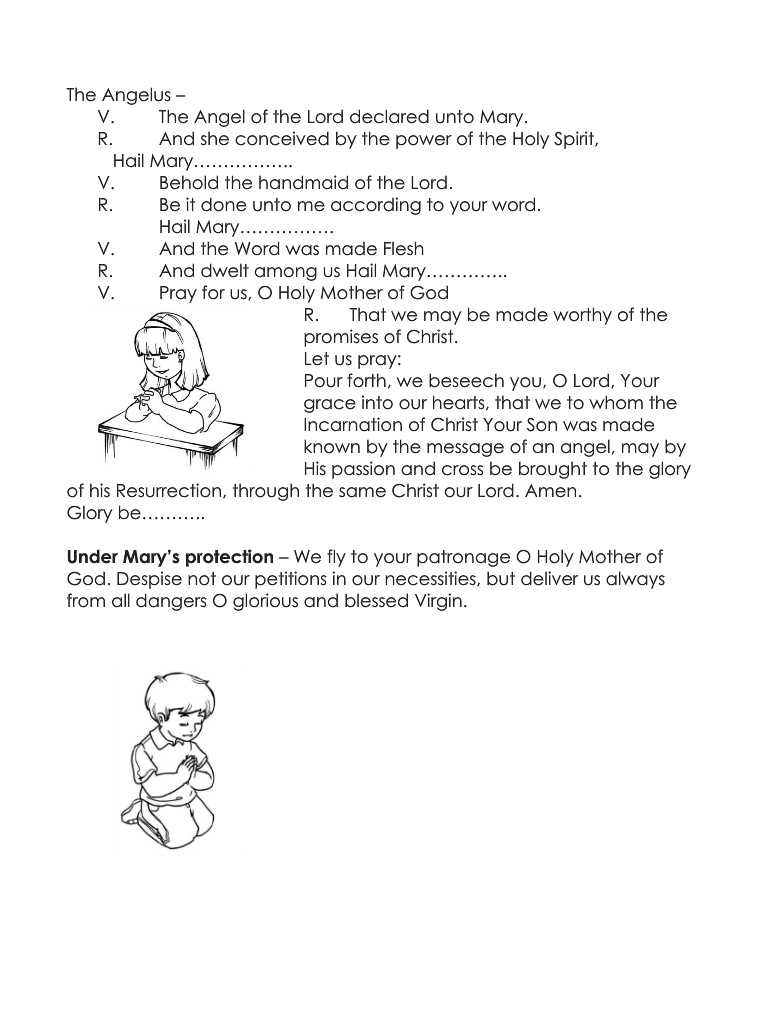 The Angelus –
V. The Angel of the Lord declared unto Mary.
R. And she conceived by the power of the Holy Spirit,
Hail Mary……………..
V. Behold the handmaid of the Lord.
R. Be it done unto me according to your word.
Hail Mary…………….
V. And the Word was made Flesh
R. And dwelt among us Hail Mary…………..
V. Pray for us, O Holy Mother of God
R. That we may be made worthy of the
promises of Christ.
Let us pray:
Pour forth, we beseech you, O Lord, Your
grace into our hearts, that we to whom the
Incarnation of Christ Your Son was made
known by the message of an angel, may by
His passion and cross be brought to the glory
of his Resurrection, through the same Christ our Lord. Amen.
Glory be………..
Under Mary’s protection – We fly to your patronage O Holy Mother of
God. Despise not our petitions in our necessities, but deliver us always
from all dangers O glorious and blessed Virgin.